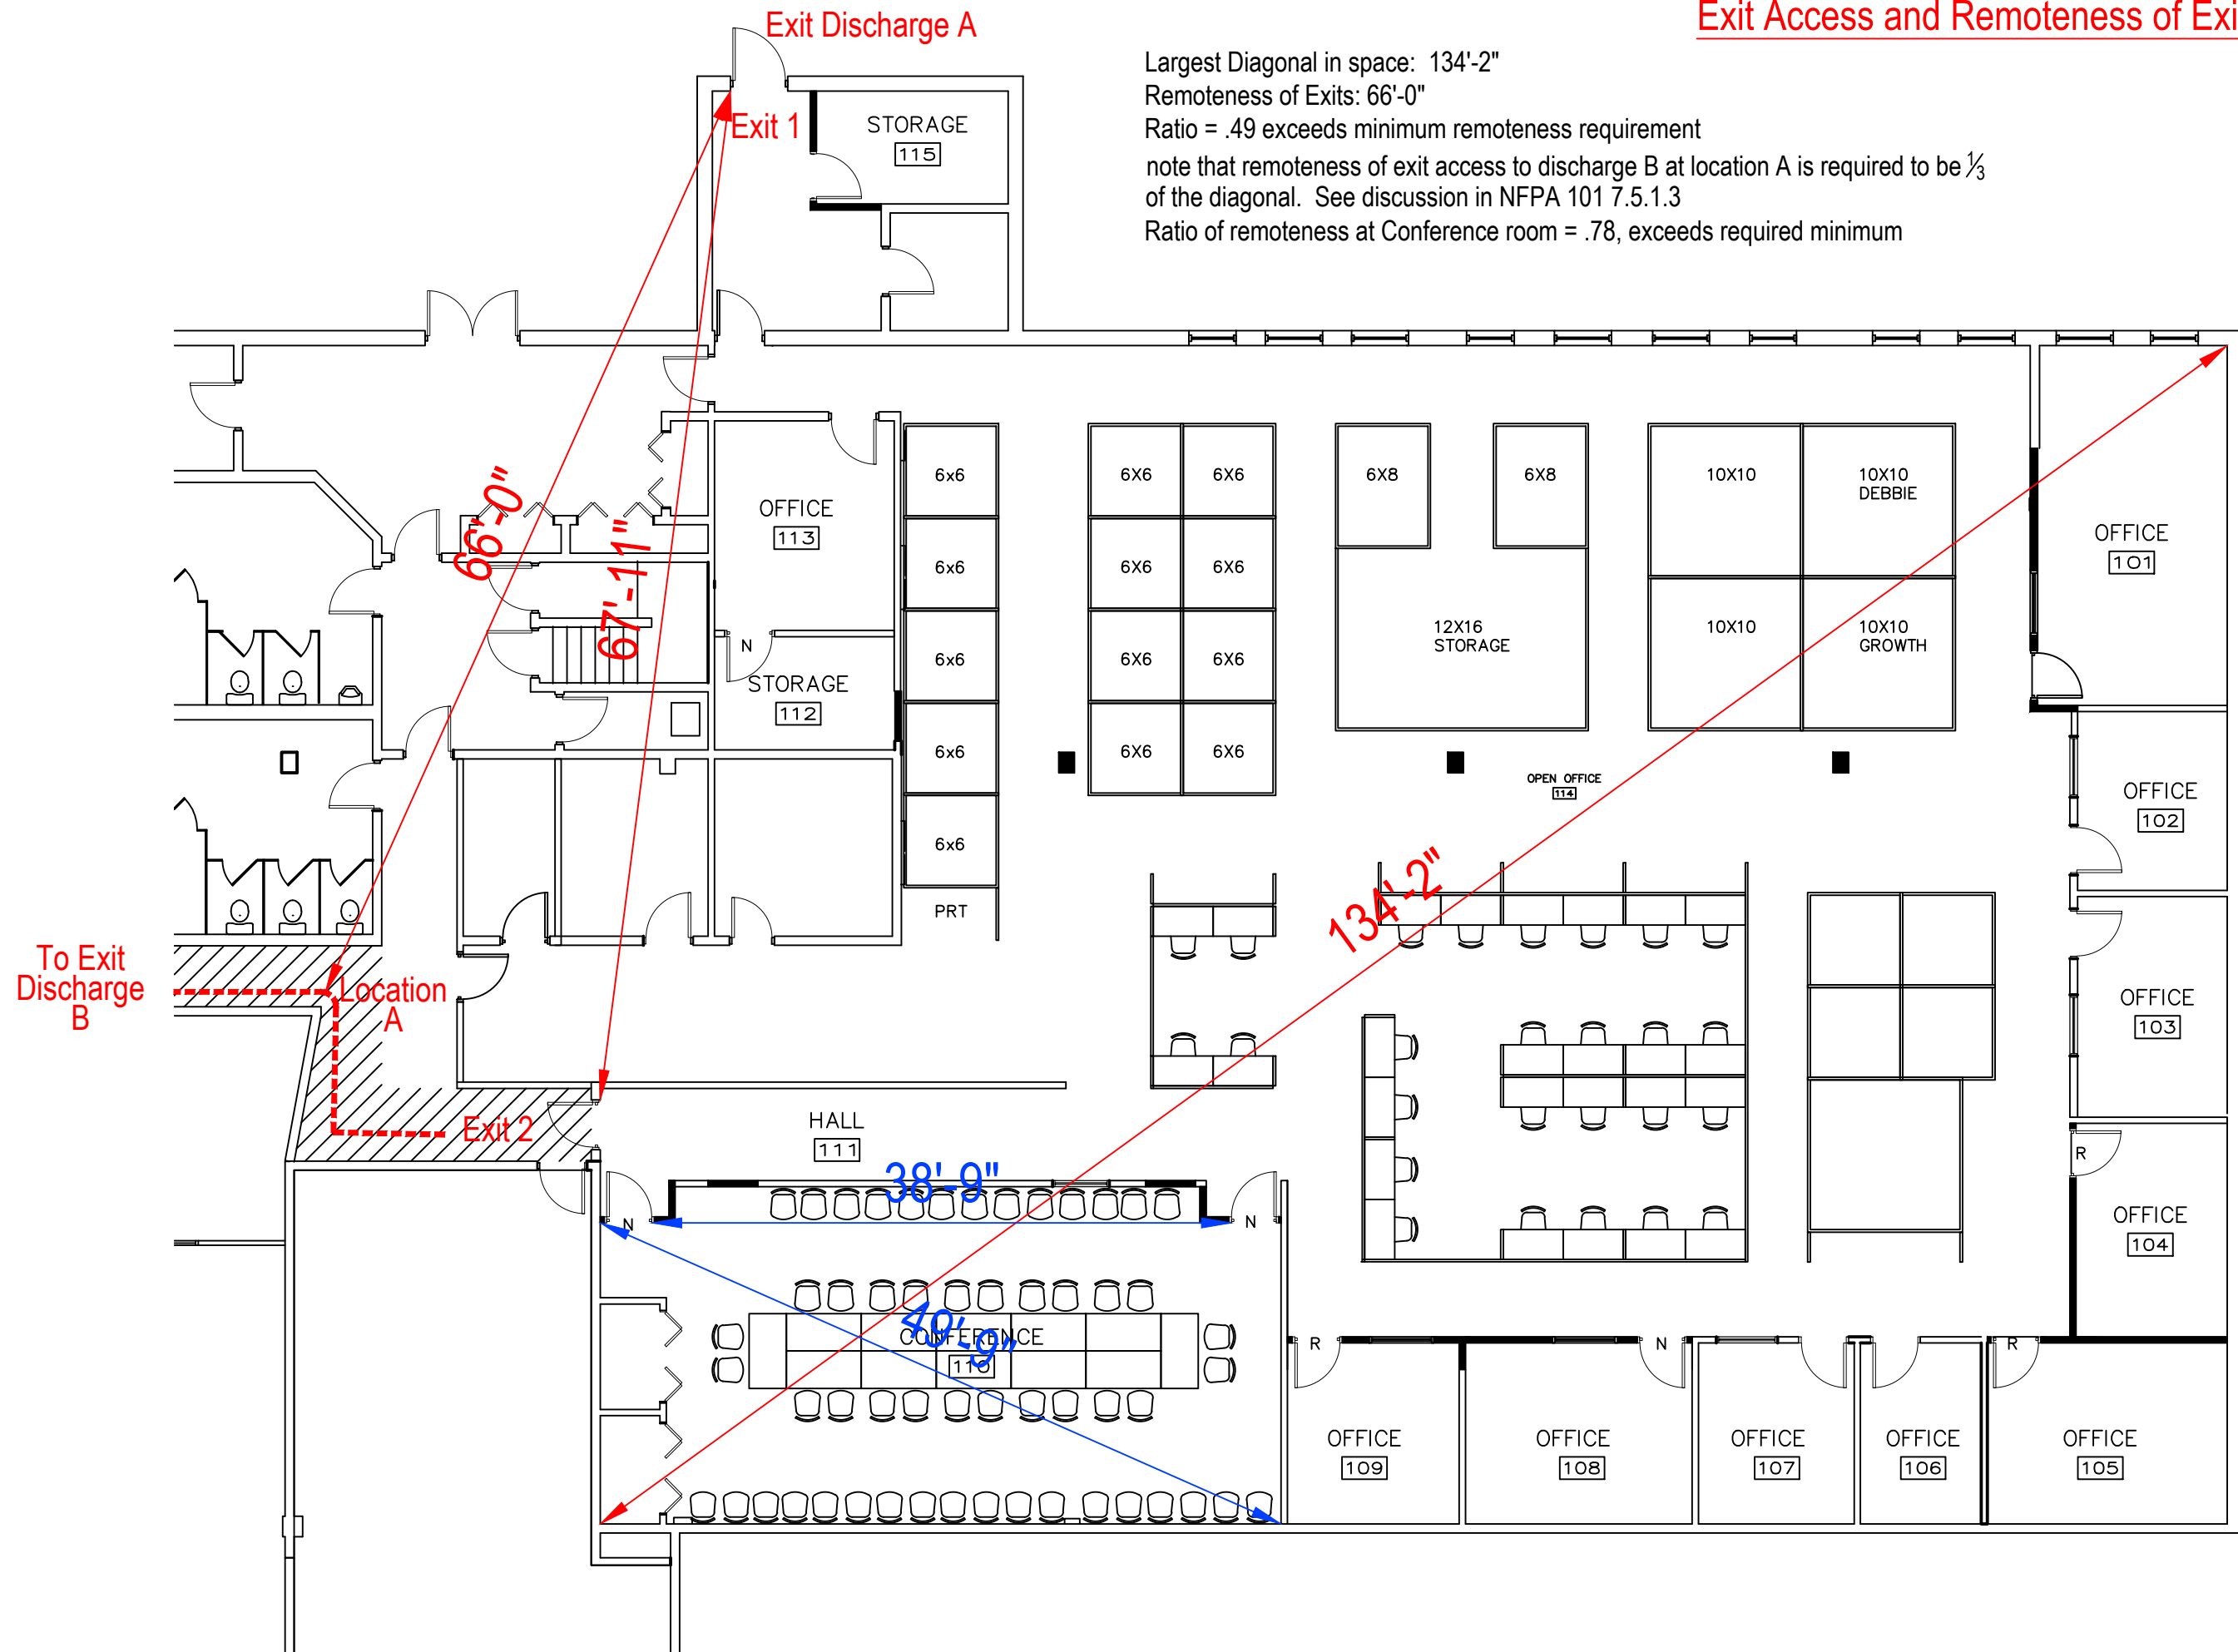 Exit Access and Remoteness of Exi
Exit Discharge A
Largest Diagonal in space: 134'-2"
Remoteness of Exits: 66'-0"
Ratio = .49 exceeds minimum remoteness requirement
note that remoteness of exit access to discharge B at location A is required to be ⅓
of the diagonal. See discussion in NFPA 101 7.5.1.3
Ratio of remoteness at Conference room = .78, exceeds required minimum
Exit 1
STORAGE
115
66'-0"
67'-11"
OFFICE
113
N
STORAGE
112
6x6
6x6
6x6
6x6
6x6
PRT
6X6 6X6
6X6 6X6
6X6 6X6
6X6 6X6
6X8
6X8
12X16
STORAGE
10X10
10X10
DEBBIE
10X10
10X10
GROWTH
OPEN OFFICE
114
134'-2"
OFFICE
101
OFFICE
102
OFFICE
103
R
OFFICE
104
To Exit
Discharge
B
Location
A
Exit 2
HALL
111
38'-9"
N
N
49'-9"
CONFERENCE
110
R
N
R
OFFICE
109
OFFICE
108
OFFICE
107
OFFICE
106
OFFICE
105